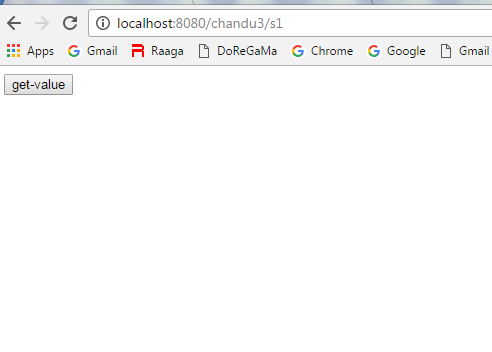 localhost:8080/chandu3/s1
Apps Gmail Raaga DoReGaMa Chrome Google Gmail
get-value